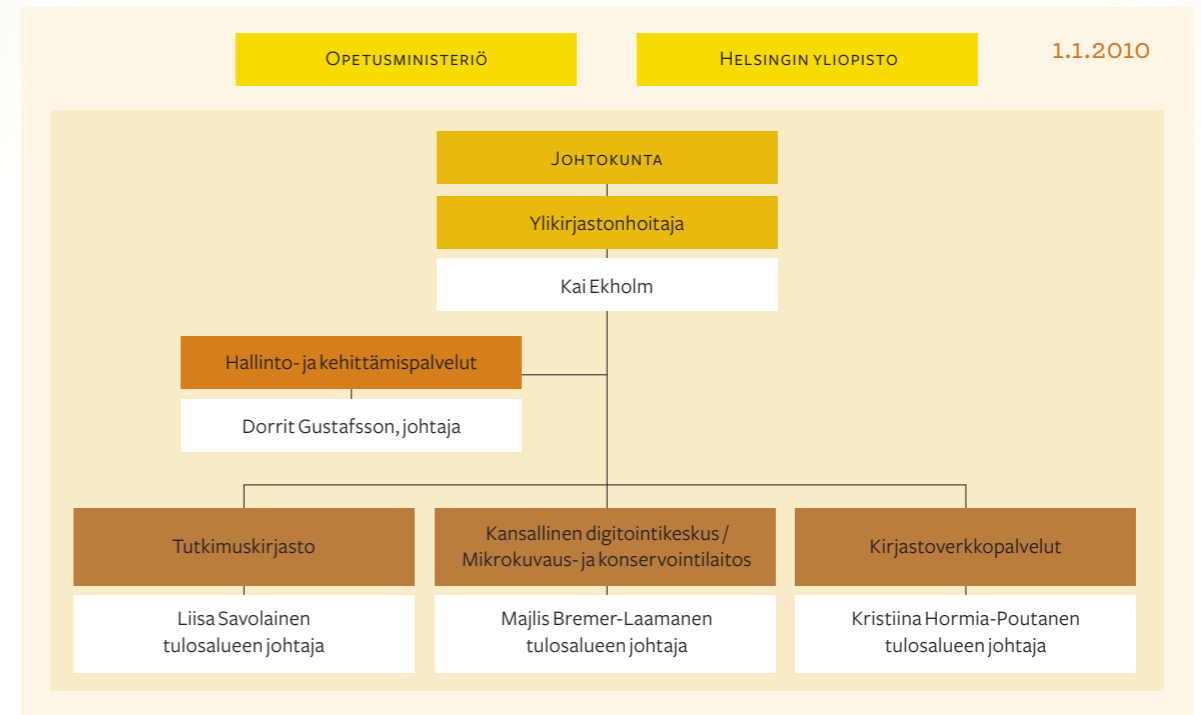 Opetusministeriö
Helsingin yliopisto
1.1.2010
Johtokunta
Ylikirjastonhoitaja
Kai Ekholm
Hallinto- ja kehittämispalvelut
Dorrit Gustafsson, johtaja
Tutkimuskirjasto
Liisa Savolainen
tulosalueen johtaja
Kansallinen digitointikeskus /
Mikrokuvaus- ja konservointilaitos
Majlis Bremer-Laamanen
tulosalueen johtaja
Kirjastoverkkopalvelut
Kristiina Hormia-Poutanen
tulosalueen johtaja